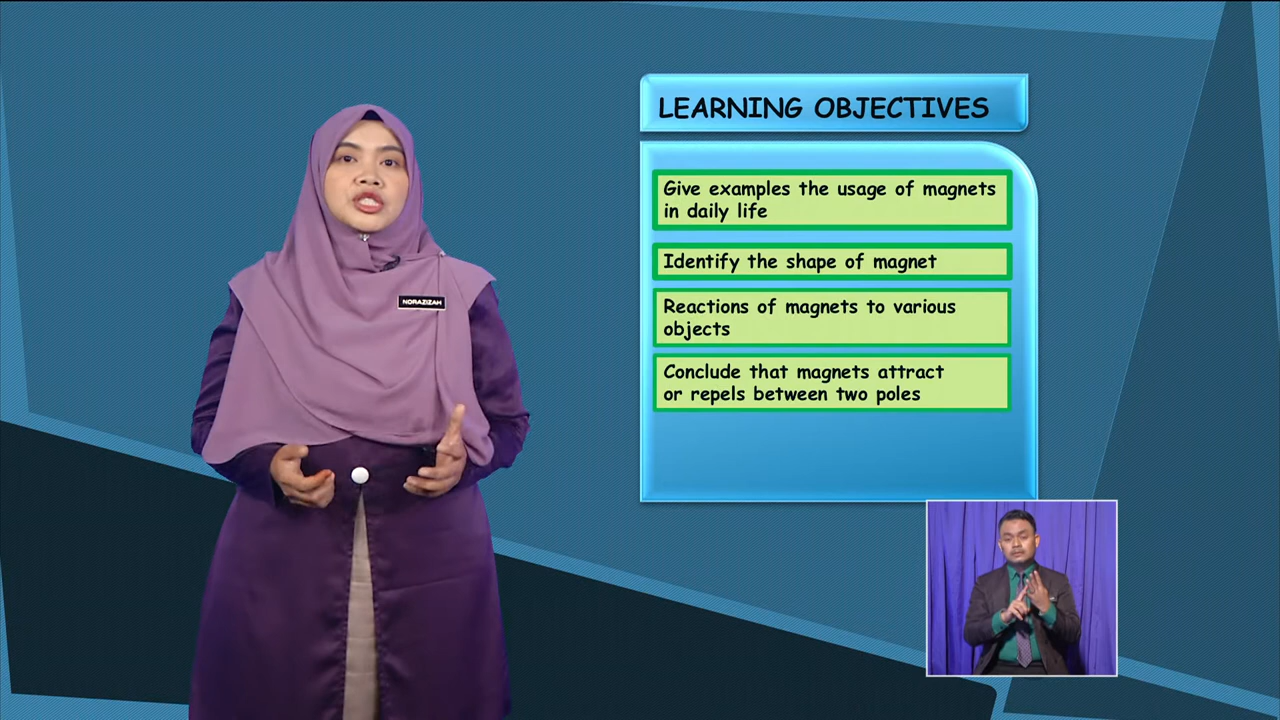 LEARNING OBJECTIVES
Give examples the usage of magnets
in daily life
Identify the shape of magnet
Reactions of magnets to various
objects
Conclude that magnets attract
or repels between two poles
NORAZIZAH